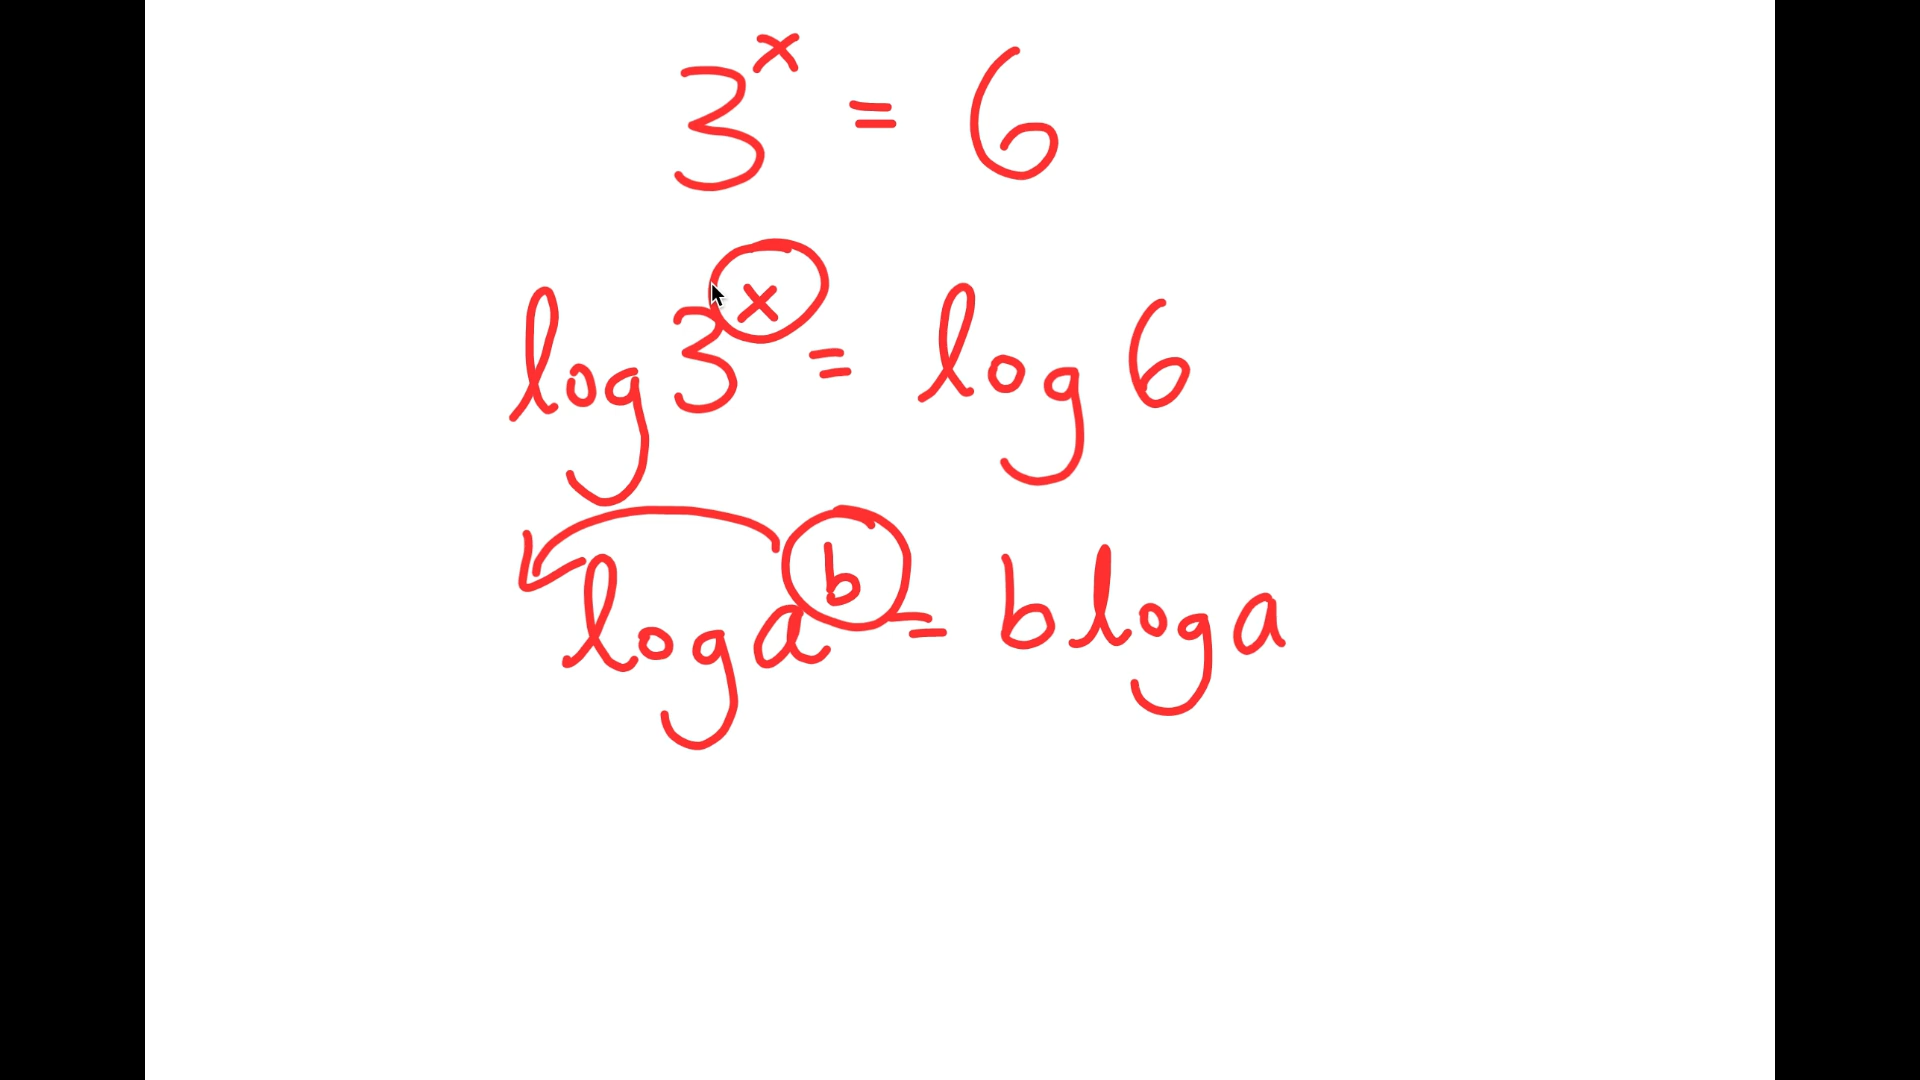 3^x = 6
log 3^x = log 6
log a^b = b log a